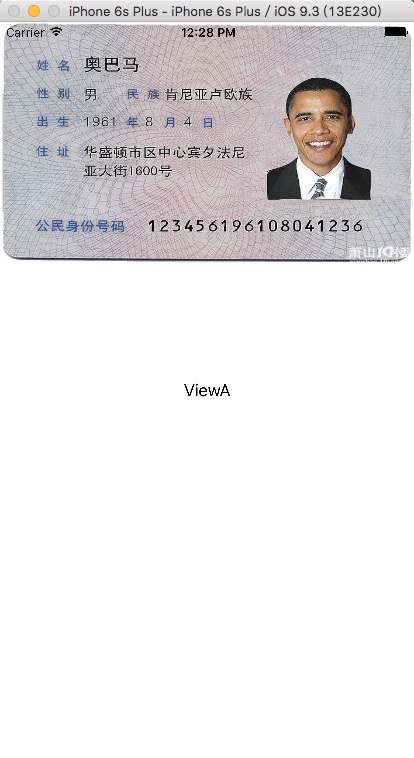 iPhone 6s Plus - iPhone 6s Plus / iOS 9.3 (13E230)
Carrier 12:28 PM
姓 名 奥巴马
性 别 男 民 族 肯尼亚卢欧族
出 生 1961 年 8 月 4 日
住 址 华盛顿市区中心宾夕法尼
亚大街1600号
公民身份号码 123456196108041236
萧山
ViewA